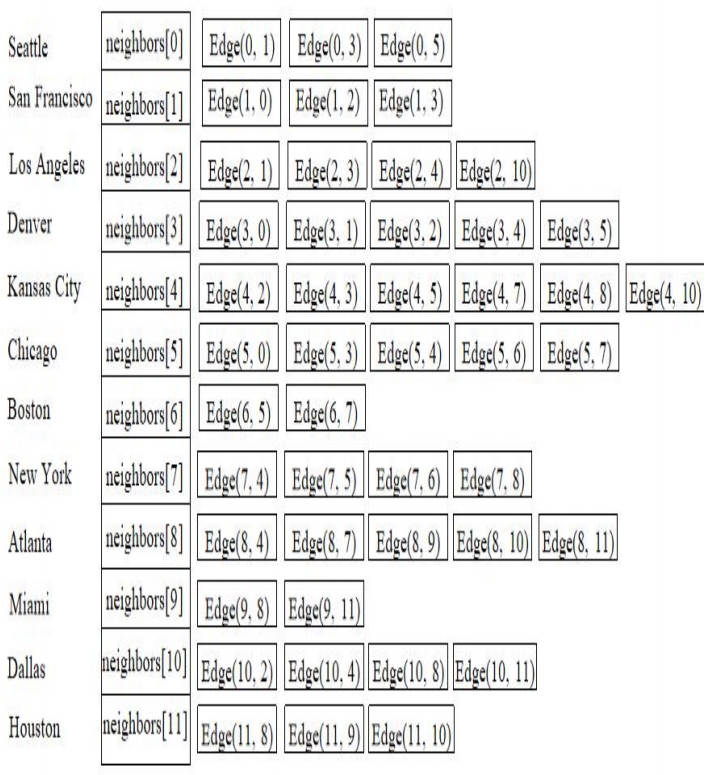 Seattle neighbors[0] Edge(0, 1) Edge(0, 3) Edge(0, 5)
San Francisco neighbors[1] Edge(1, 0) Edge(1, 2) Edge(1, 3)
Los Angeles neighbors[2] Edge(2, 1) Edge(2, 3) Edge(2, 4) Edge(2, 10)
Denver neighbors[3] Edge(3, 0) Edge(3, 1) Edge(3, 2) Edge(3, 4) Edge(3, 5)
Kansas City neighbors[4] Edge(4, 2) Edge(4, 3) Edge(4, 5) Edge(4, 7) Edge(4, 8) Edge(4, 10)
Chicago neighbors[5] Edge(5, 0) Edge(5, 3) Edge(5, 4) Edge(5, 6) Edge(5, 7)
Boston neighbors[6] Edge(6, 5) Edge(6, 7)
New York neighbors[7] Edge(7, 4) Edge(7, 5) Edge(7, 6) Edge(7, 8)
Atlanta neighbors[8] Edge(8, 4) Edge(8, 7) Edge(8, 9) Edge(8, 10) Edge(8, 11)
Miami neighbors[9] Edge(9, 8) Edge(9, 11)
Dallas neighbors[10] Edge(10, 2) Edge(10, 4) Edge(10, 8) Edge(10, 11)
Houston neighbors[11] Edge(11, 8) Edge(11, 9) Edge(11, 10)